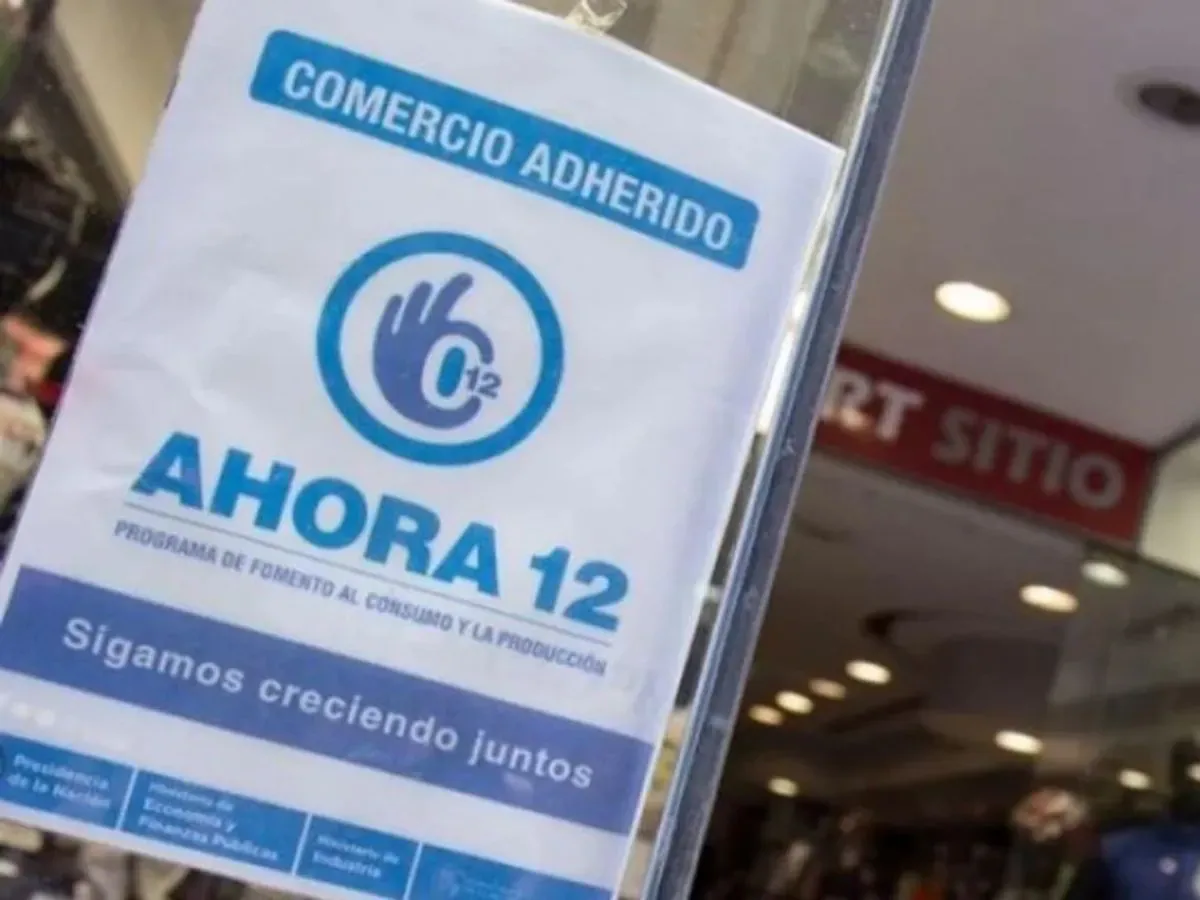 COMERCIO ADHERIDO
012
AHORA 12
PROGRAMA DE FOMENTO AL CONSUMO Y LA PRODUCCIÓN
Sigamos creciendo juntos
Presidencia
de la Nación
Ministerio de
Economía y
Finanzas Públicas
Ministerio de
Industria
RT SITIO